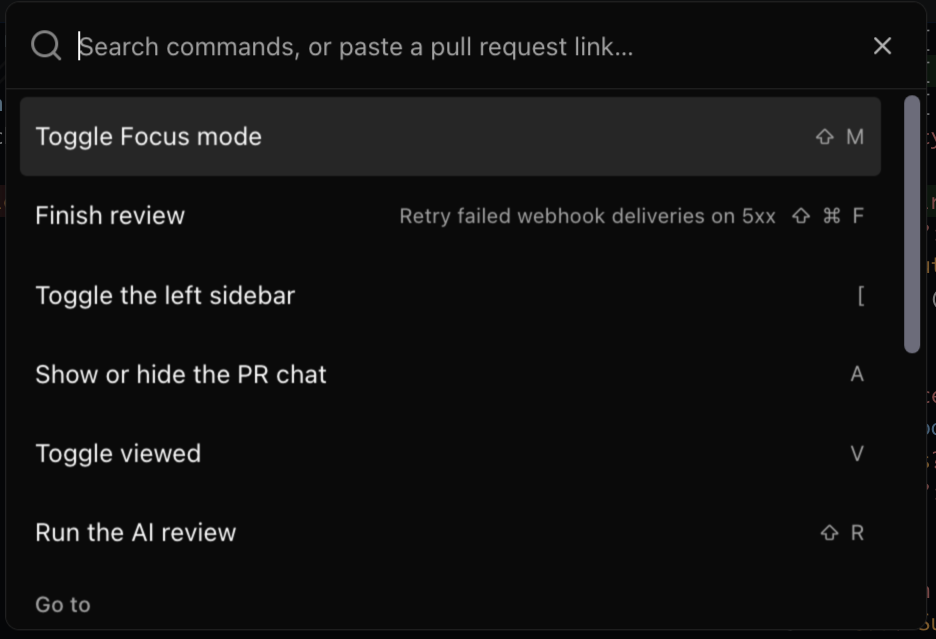 Search commands, or paste a pull request link...
Toggle Focus mode ⇧ M
Finish review Retry failed webhook deliveries on 5xx ⇧ ⌘ F
Toggle the left sidebar [
Show or hide the PR chat A
Toggle viewed V
Run the AI review ⇧ R
Go to